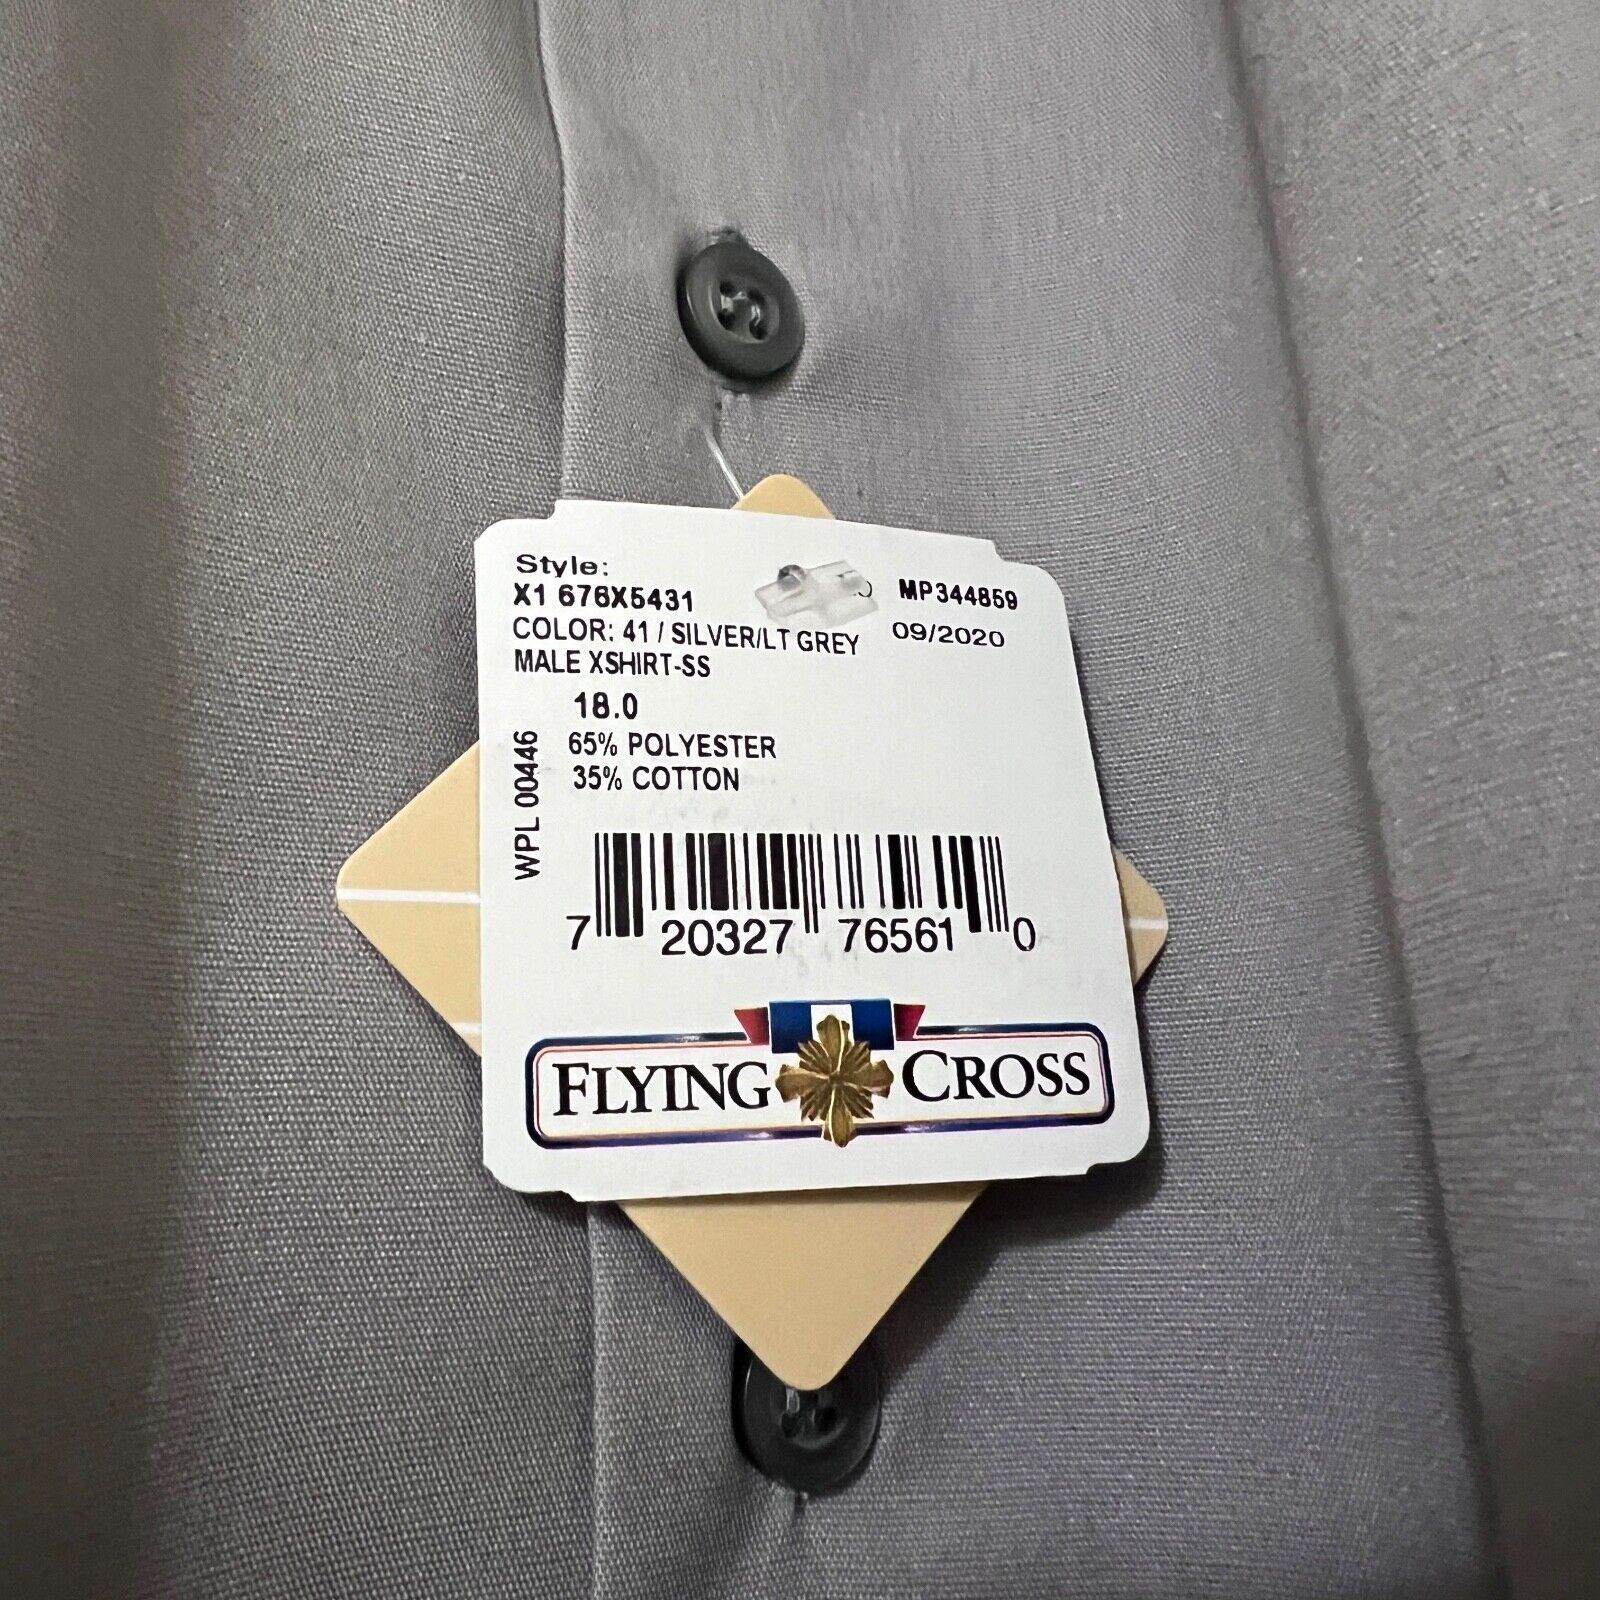 Style:
X1 676X5431 MP344859
COLOR: 41 / SILVER/LT GREY 09/2020
MALE XSHIRT-SS
18.0
65% POLYESTER
35% COTTON
WPL 00446
7 20327 76561 0
FLYING CROSS